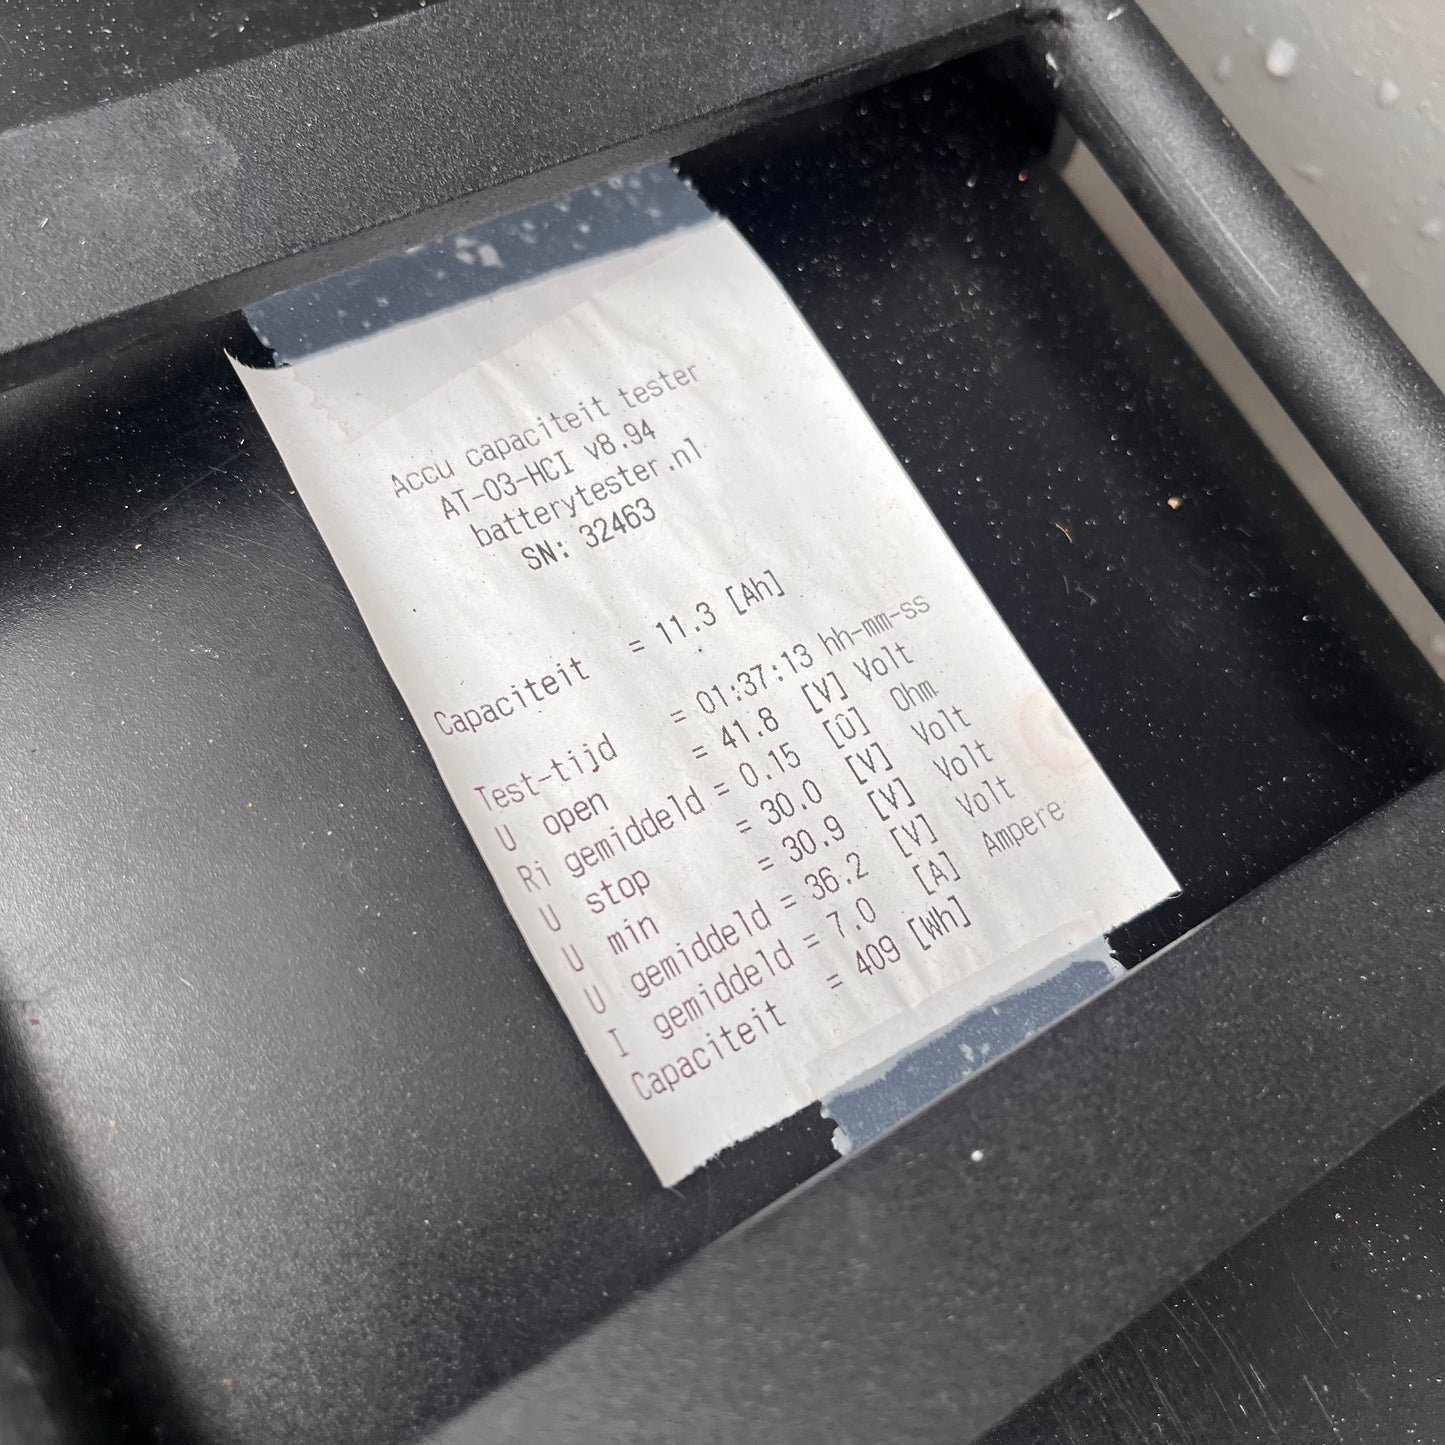 Accu capaciteit tester
AT-03-HCI v8.94
batterytester.nl
SN: 32463
Capaciteit = 11.3 [Ah]
Test-tijd = 01:37:13 hh-mm-ss
U open = 41.8 [V] Volt
Ri gemiddeld = 0.15 [Û] Ohm
U stop = 30.0 [V] Volt
U min = 30.9 [V] Volt
U gemiddeld = 36.2 [V] Volt
I gemiddeld = 7.0 [A] Ampere
Capaciteit = 409 [Wh]